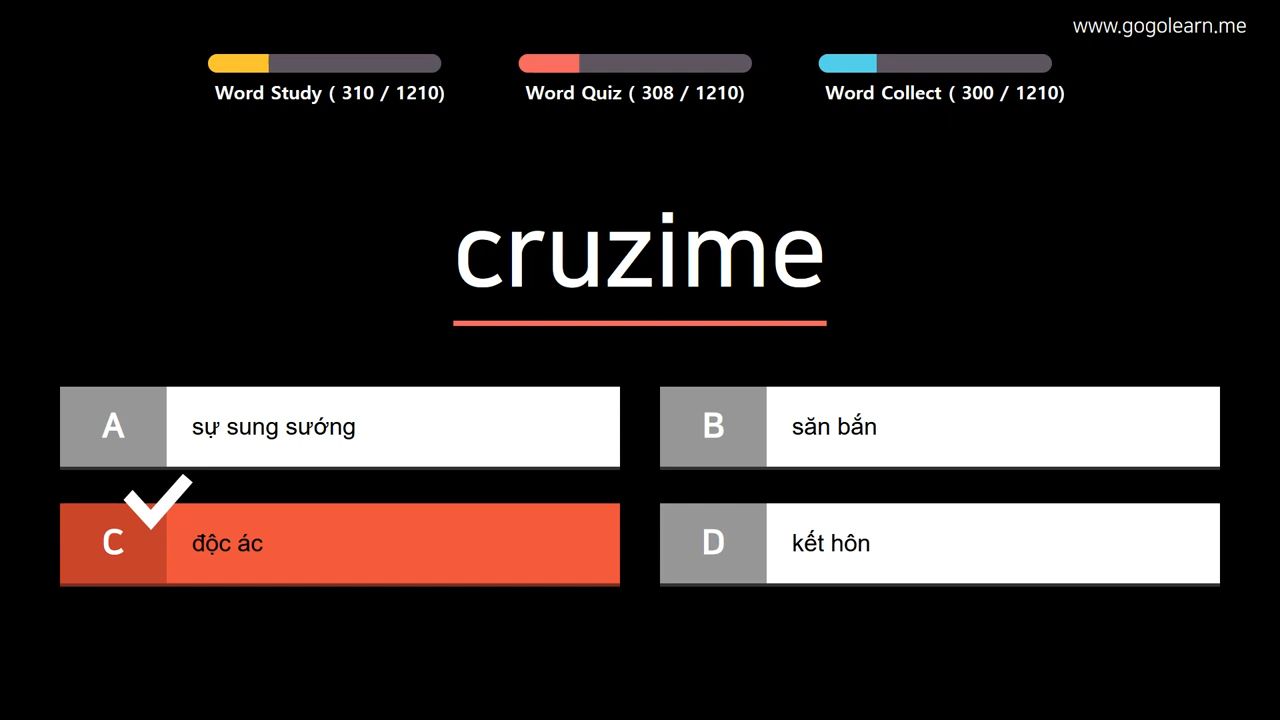 www.gogolearn.me
Word Study ( 310 / 1210)
Word Quiz ( 308 / 1210)
Word Collect ( 300 / 1210)
cruzime
A sự sung sướng
B săn bắn
C độc ác
D kết hôn